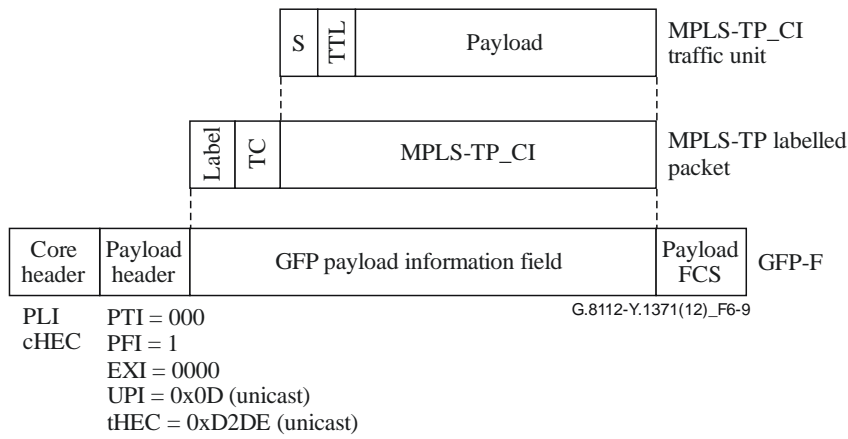 S TTL Payload MPLS-TP_CI
traffic unit
Label TC MPLS-TP_CI MPLS-TP labelled
packet
Core
header
Payload
header
GFP payload information field
Payload
FCS
GFP-F
G.8112-Y.1371(12)_F6-9
PLI
cHEC
PTI = 000
PFI = 1
EXI = 0000
UPI = 0x0D (unicast)
tHEC = 0xD2DE (unicast)